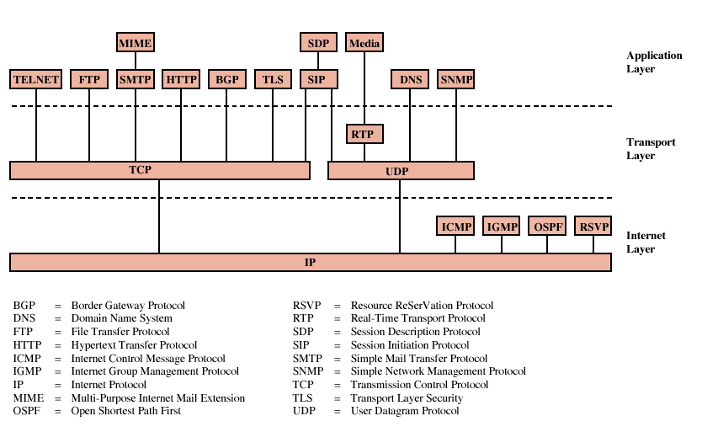 MIME SDP Media
TELNET FTP SMTP HTTP BGP TLS SIP DNS SNMP
Application
Layer
RTP
Transport
Layer
TCP UDP
ICMP IGMP OSPF RSVP
Internet
Layer
IP
BGP = Border Gateway Protocol
DNS = Domain Name System
FTP = File Transfer Protocol
HTTP = Hypertext Transfer Protocol
ICMP = Internet Control Message Protocol
IGMP = Internet Group Management Protocol
IP = Internet Protocol
MIME = Multi-Purpose Internet Mail Extension
OSPF = Open Shortest Path First
RSVP = Resource ReSerVation Protocol
RTP = Real-Time Transport Protocol
SDP = Session Description Protocol
SIP = Session Initiation Protocol
SMTP = Simple Mail Transfer Protocol
SNMP = Simple Network Management Protocol
TCP = Transmission Control Protocol
TLS = Transport Layer Security
UDP = User Datagram Protocol